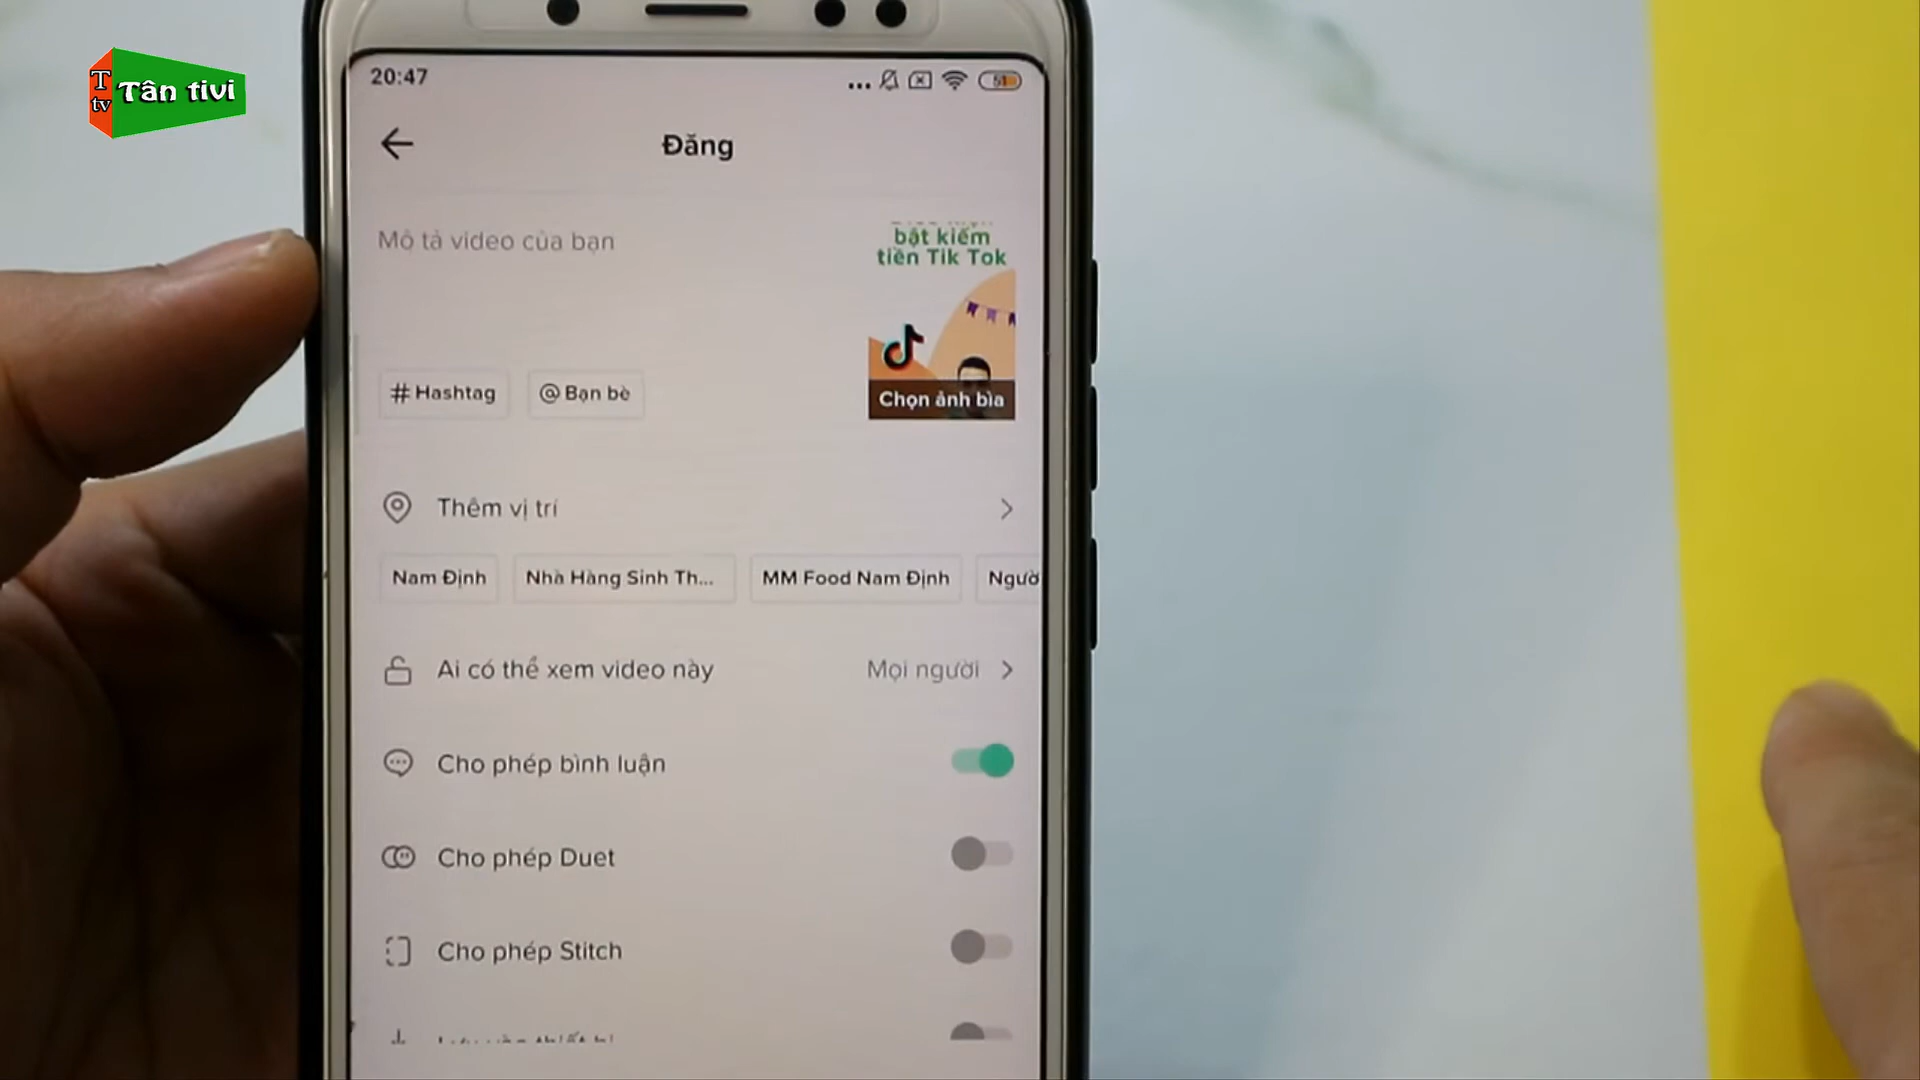 T
tv
Tân tivi
20:47
51
Đăng
Mô tả video của bạn
bật kiếm
tiền Tik Tok
Chọn ảnh bìa
# Hashtag
@ Bạn bè
Thêm vị trí
Nam Định
Nhà Hàng Sinh Th...
MM Food Nam Định
Ai có thể xem video này
Mọi người
Cho phép bình luận
Cho phép Duet
Cho phép Stitch